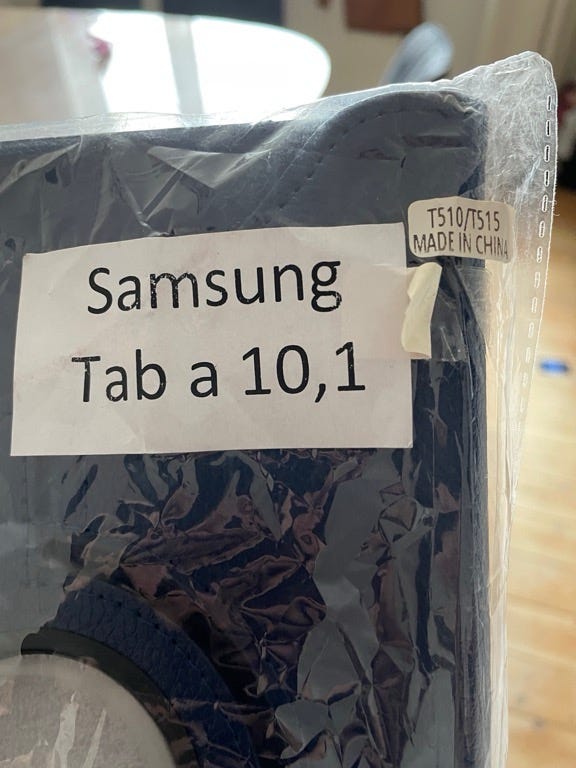 Samsung
Tab a 10,1
T510/T515
MADE IN CHINA